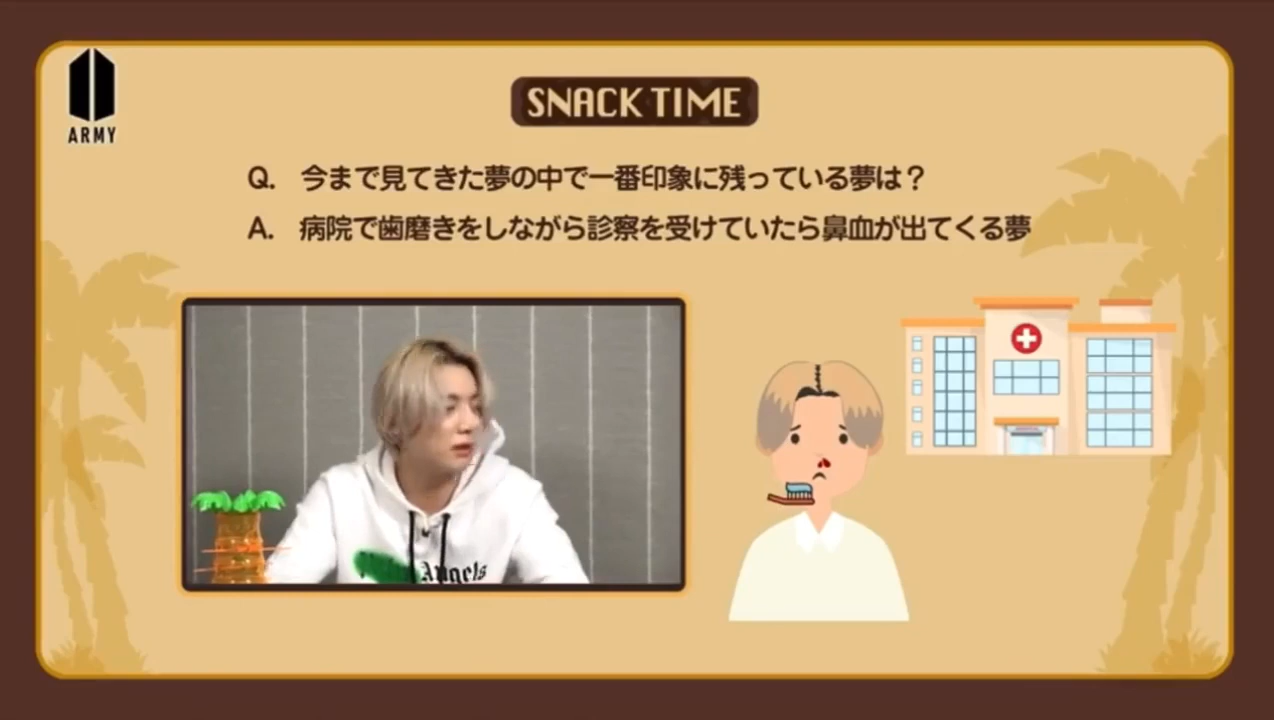 ARMY
SNACK TIME
Q. 今まで見てきた夢の中で一番印象に残っている夢は？
A. 病院で歯磨きをしながら診察を受けていたら鼻血が出てくる夢
Angels